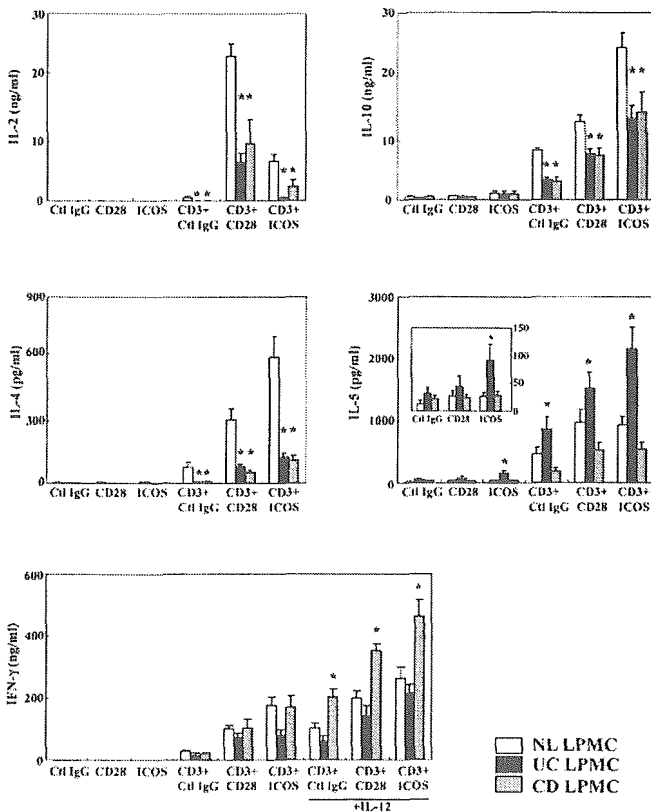 30
20
10
0
IL-2 (ng/ml)
** ** **
Ctl IgG CD28 ICOS CD3+ Ctl IgG CD3+ CD28 CD3+ ICOS
30
20
10
0
IL-10 (ng/ml)
** ** **
Ctl IgG CD28 ICOS CD3+ Ctl IgG CD3+ CD28 CD3+ ICOS
900
600
300
0
IL-4 (pg/ml)
** ** **
Ctl IgG CD28 ICOS CD3+ Ctl IgG CD3+ CD28 CD3+ ICOS
3000
2000
1000
0
IL-5 (pg/ml)
150
100
50
0
*
Ctl IgG CD28 ICOS
* * * *
Ctl IgG CD28 ICOS CD3+ Ctl IgG CD3+ CD28 CD3+ ICOS
600
400
200
0
IFN-γ (ng/ml)
* * *
Ctl IgG CD28 ICOS CD3+ Ctl IgG CD3+ CD28 CD3+ ICOS CD3+ Ctl IgG CD3+ CD28 CD3+ ICOS
+IL-12
NL LPMC
UC LPMC
CD LPMC